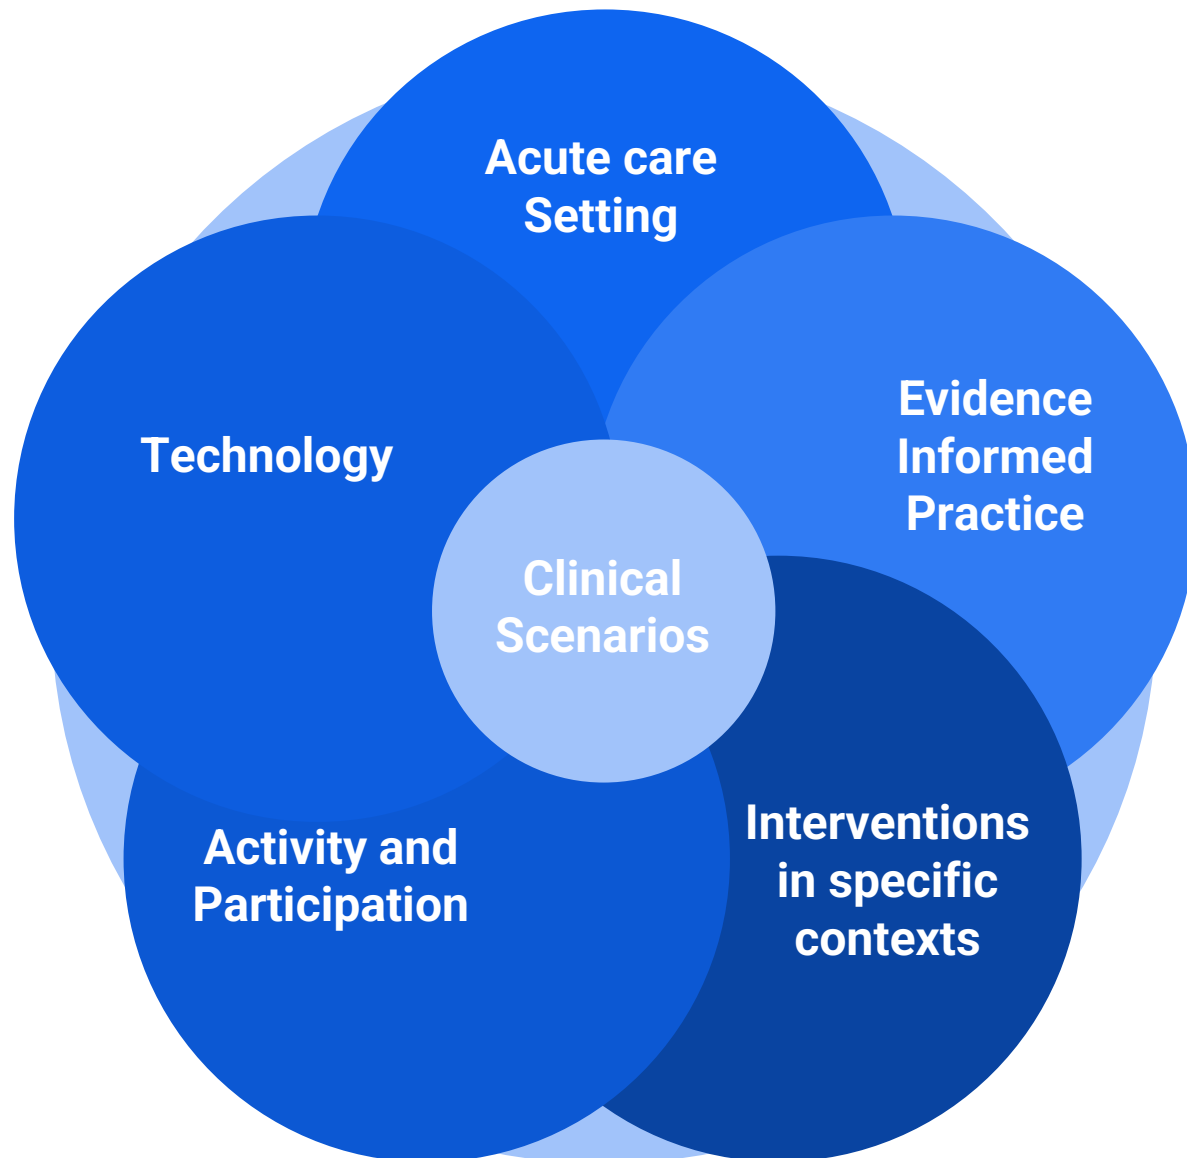 Acute care
Setting
Evidence
Informed
Practice
Technology
Clinical
Scenarios
Interventions
in specific
contexts
Activity and
Participation